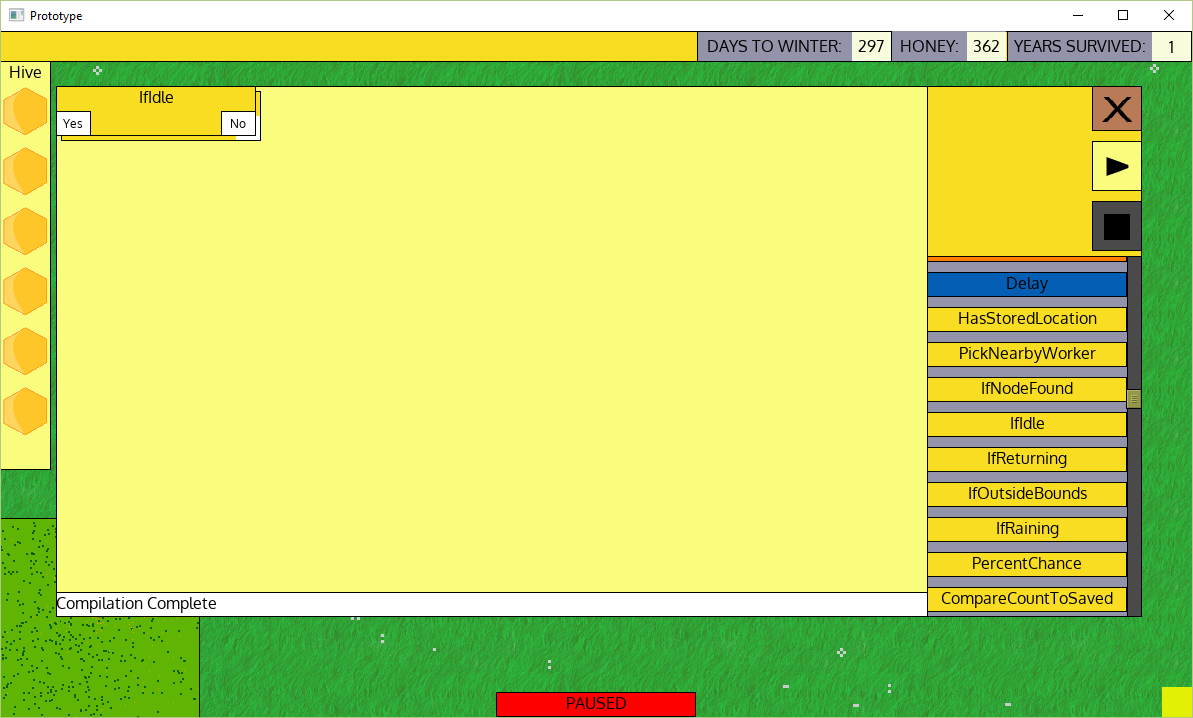 Prototype
DAYS TO WINTER: 297 HONEY: 362 YEARS SURVIVED: 1
Hive
IfIdle
Yes No
X
Delay
HasStoredLocation
PickNearbyWorker
IfNodeFound
IfIdle
IfReturning
IfOutsideBounds
IfRaining
PercentChance
CompareCountToSaved
Compilation Complete
PAUSED